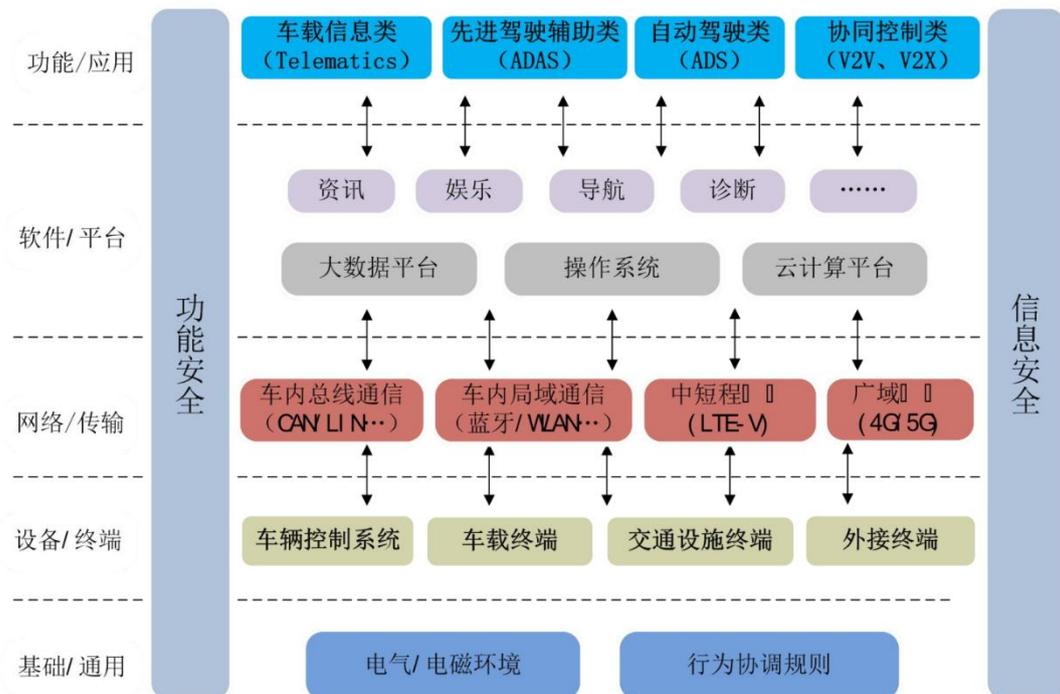 功能/应用
车载信息类
（Telematics）
先进驾驶辅助类
（ADAS）
自动驾驶类
（ADS）
协同控制类
（V2V、V2X）
软件/平台
资讯
娱乐
导航
诊断
……
大数据平台
操作系统
云计算平台
功能安全
信息安全
网络/传输
车内总线通信
（CAN/LIN…）
车内局域通信
（蓝牙/WLAN…）
中短程
(LTE-V)
广域
(4G/5G)
设备/终端
车辆控制系统
车载终端
交通设施终端
外接终端
基础/通用
电气/电磁环境
行为协调规则